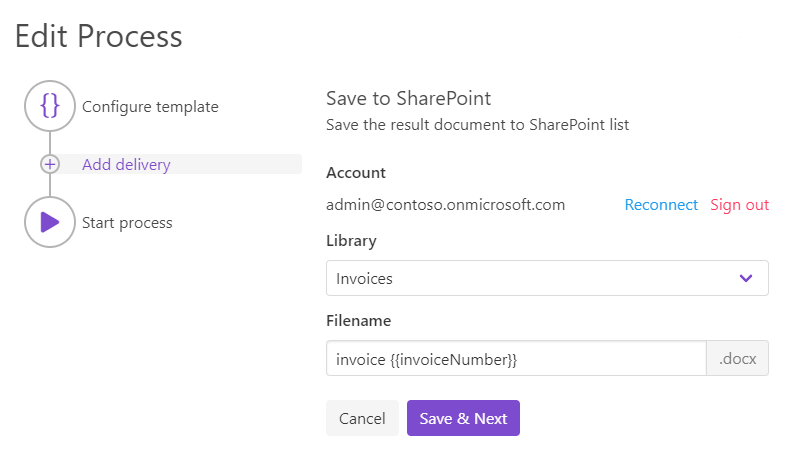 Edit Process
{} Configure template
Add delivery
Start process
Save to SharePoint
Save the result document to SharePoint list
Account
admin@contoso.onmicrosoft.com Reconnect Sign out
Library
Invoices
Filename
invoice {{invoiceNumber}} .docx
Cancel Save & Next